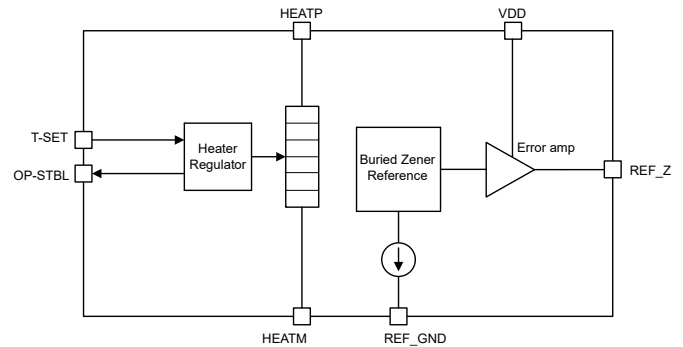 HEATP
VDD
T-SET
OP-STBL
Heater
Regulator
Buried Zener
Reference
Error amp
REF_Z
HEATM
REF_GND